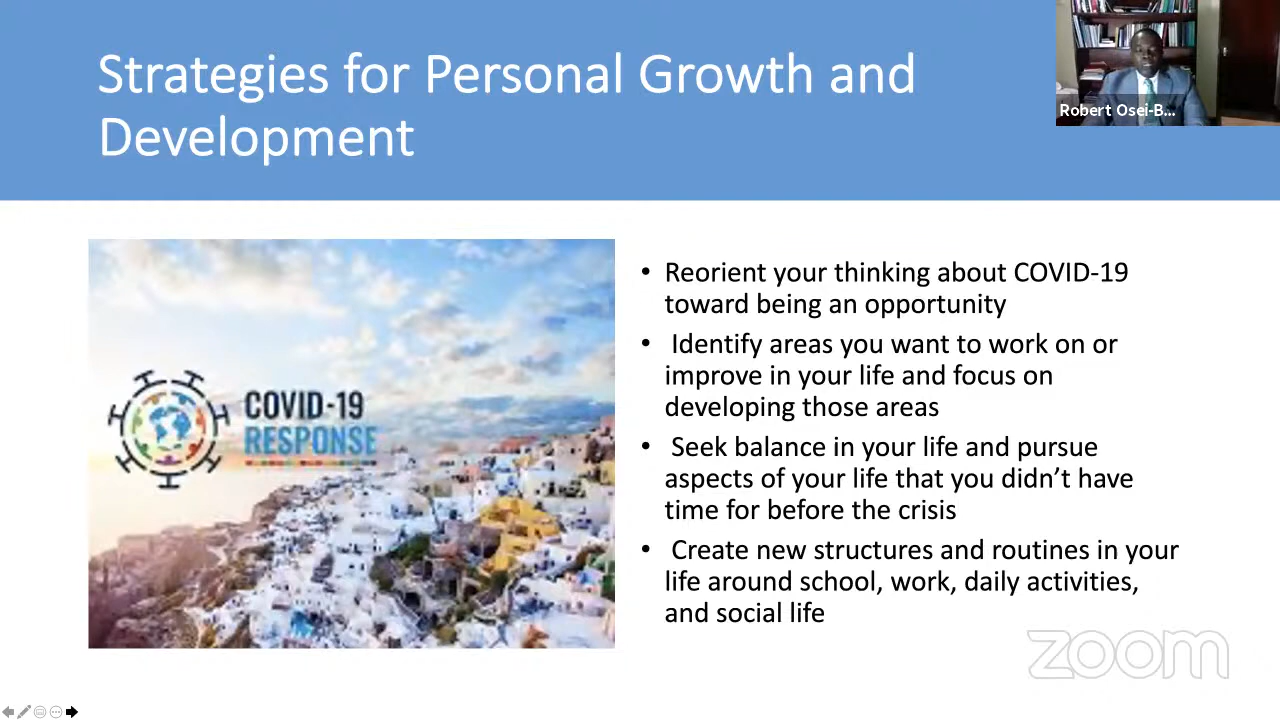 Strategies for Personal Growth and
Development
Robert Osei-B...
COVID-19
RESPONSE
• Reorient your thinking about COVID-19
toward being an opportunity
• Identify areas you want to work on or
improve in your life and focus on
developing those areas
• Seek balance in your life and pursue
aspects of your life that you didn’t have
time for before the crisis
• Create new structures and routines in your
life around school, work, daily activities,
and social life
zoom